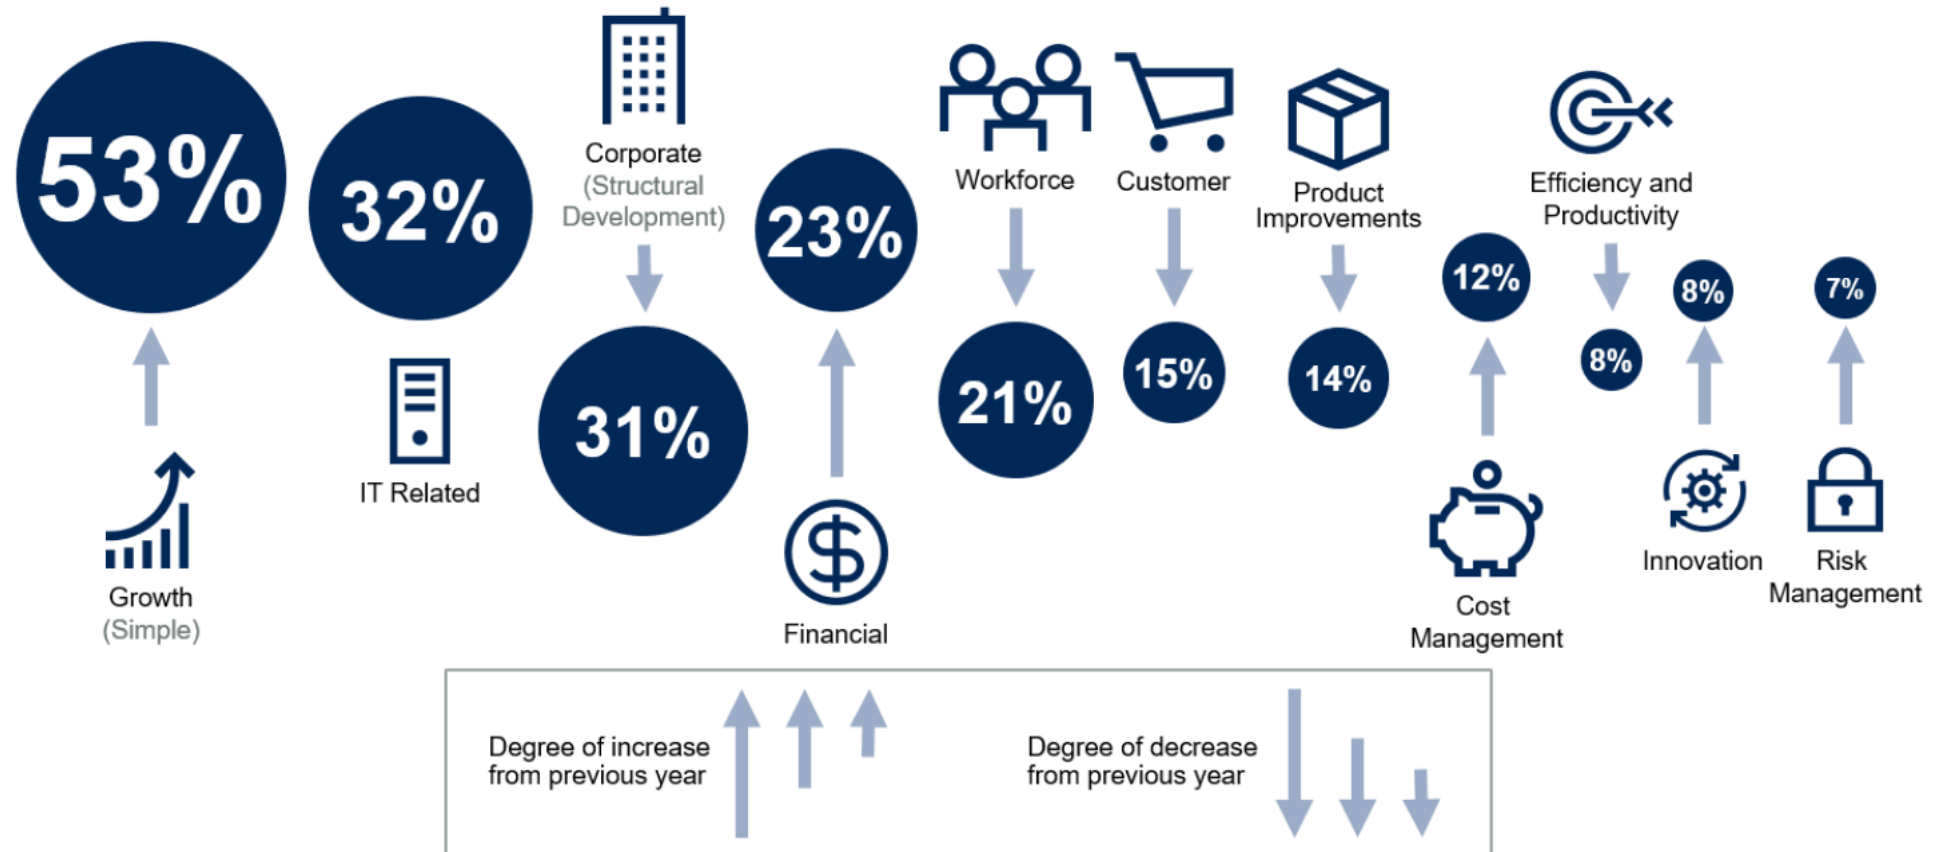 53%
Growth
(Simple)
32%
IT Related
Corporate
(Structural
Development)
31%
23%
Financial
Workforce
21%
Customer
15%
Product
Improvements
14%
12%
Cost
Management
Efficiency and
Productivity
8%
8%
Innovation
7%
Risk
Management
Degree of increase
from previous year
Degree of decrease
from previous year